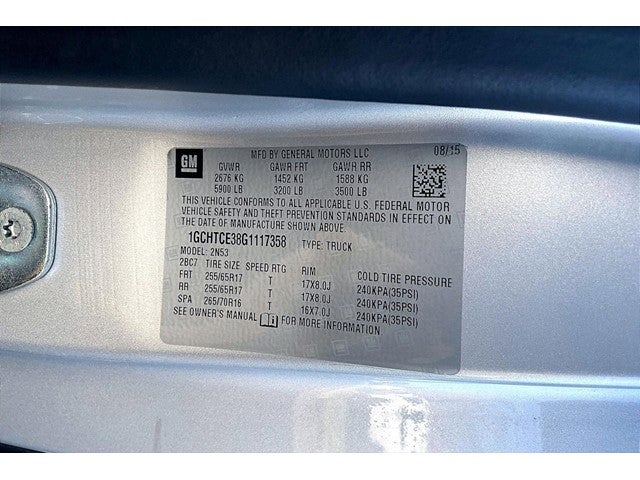 GM
MFD BY GENERAL MOTORS LLC 08/15
GVWR GAWR FRT GAWR RR
2676 KG 1452 KG 1588 KG
5900 LB 3200 LB 3500 LB
THIS VEHICLE CONFORMS TO ALL APPLICABLE U.S. FEDERAL MOTOR
VEHICLE SAFETY AND THEFT PREVENTION STANDARDS IN EFFECT ON
THE DATE OF MANUFACTURE SHOWN ABOVE.
1GCHTCE38G1117358 TYPE: TRUCK
MODEL: 2N53
2BC7 TIRE SIZE SPEED RTG RIM COLD TIRE PRESSURE
FRT 255/65R17 T 17X8.0J 240KPA(35PSI)
RR 255/65R17 T 17X8.0J 240KPA(35PSI)
SPA 265/70R16 T 16X7.0J 240KPA(35PSI)
SEE OWNER'S MANUAL FOR MORE INFORMATION